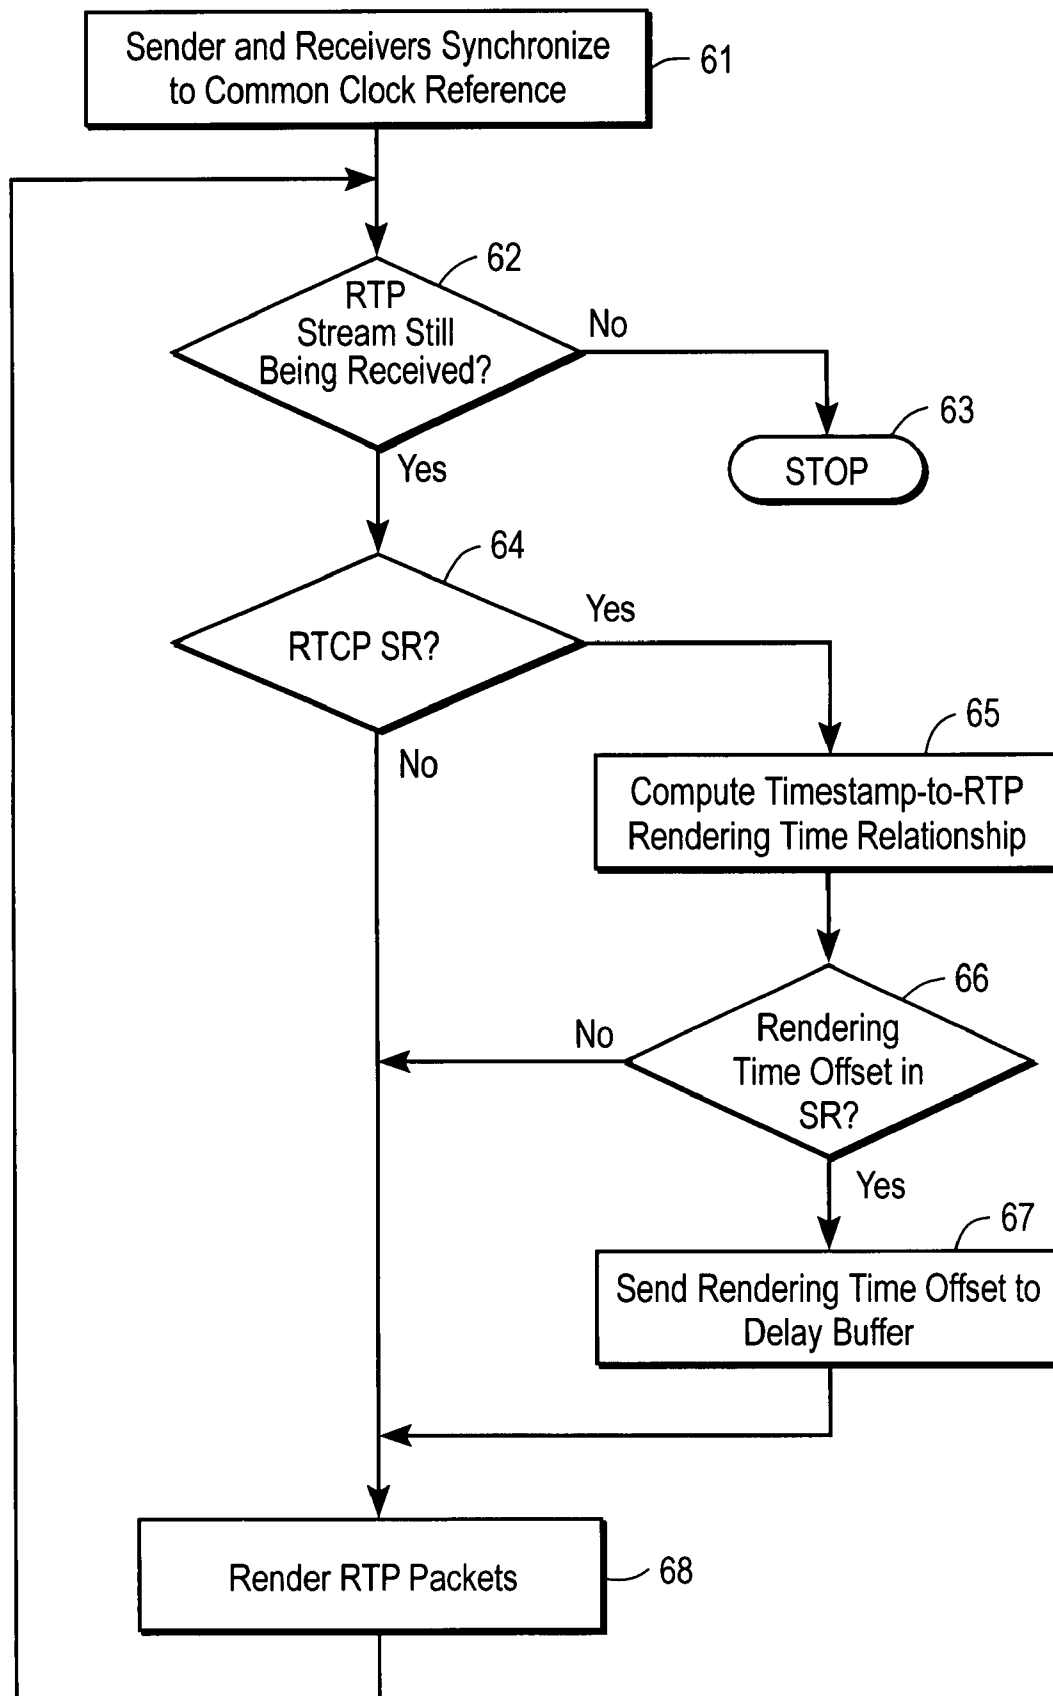 Sender and Receivers Synchronize
to Common Clock Reference
61
62
RTP
Stream Still
Being Received?
No
63
STOP
Yes
64
RTCP SR?
Yes
No
65
Compute Timestamp-to-RTP
Rendering Time Relationship
66
Rendering
Time Offset in
SR?
No
Yes
67
Send Rendering Time Offset to
Delay Buffer
Render RTP Packets
68